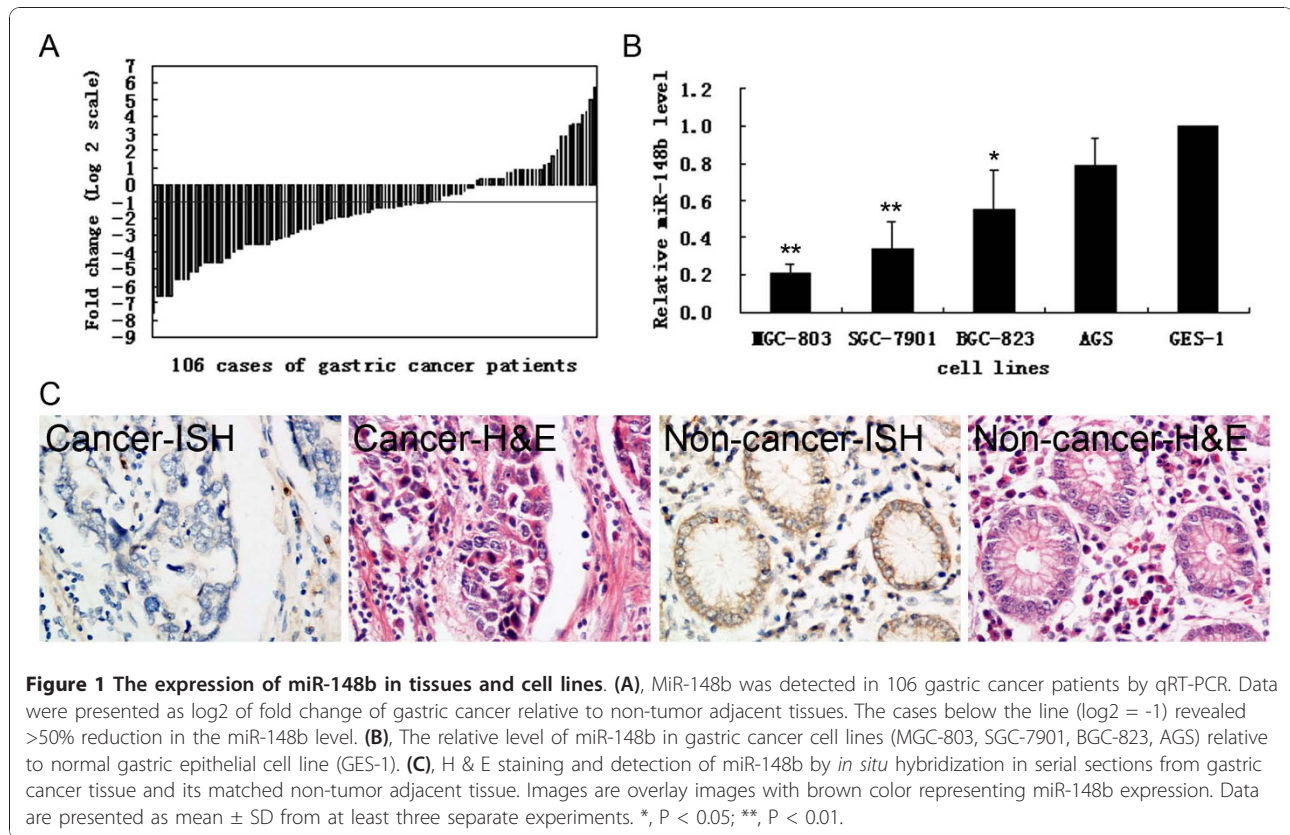 A
Fold change (Log 2 scale)
7
6
5
4
3
2
1
0
-1
-2
-3
-4
-5
-6
-7
-8
-9
106 cases of gastric cancer patients
B
Relative miR-148b level
1.2
1.0
0.8
0.6
0.4
0.2
0.0
**
**
*
MGC-803 SGC-7901 BGC-823 AGS GES-1
cell lines
C
Cancer-ISH Cancer-H&E Non-cancer-ISH Non-cancer-H&E
Figure 1 The expression of miR-148b in tissues and cell lines. (A), MiR-148b was detected in 106 gastric cancer patients by qRT-PCR. Data
were presented as log2 of fold change of gastric cancer relative to non-tumor adjacent tissues. The cases below the line (log2 = -1) revealed
>50% reduction in the miR-148b level. (B), The relative level of miR-148b in gastric cancer cell lines (MGC-803, SGC-7901, BGC-823, AGS) relative
to normal gastric epithelial cell line (GES-1). (C), H & E staining and detection of miR-148b by in situ hybridization in serial sections from gastric
cancer tissue and its matched non-tumor adjacent tissue. Images are overlay images with brown color representing miR-148b expression. Data
are presented as mean ± SD from at least three separate experiments. *, P < 0.05; **, P < 0.01.